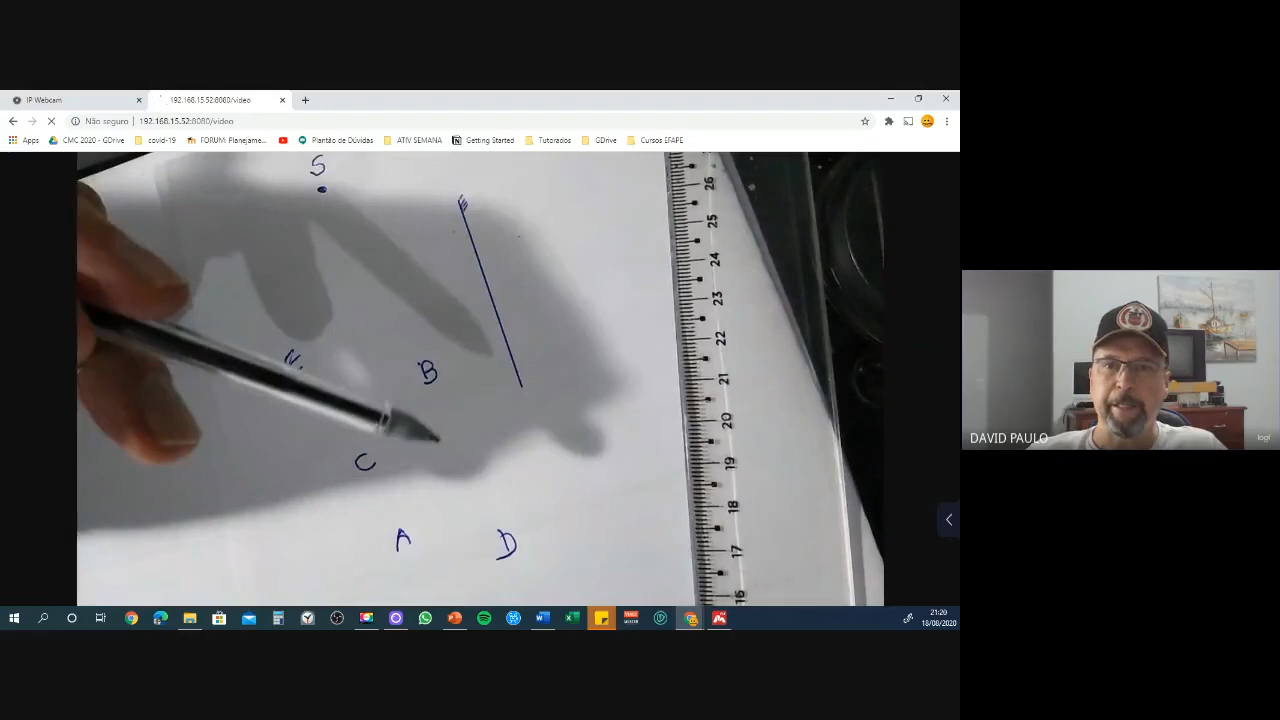 IP Webcam
192.168.15.52:8080/video
Não seguro
192.168.15.52:8080/video
Apps
CMC 2020 - GDrive
covid-19
FORUM: Planejame...
Plantão de Dúvidas
ATIV SEMANA
Getting Started
Tutorados
GDrive
Cursos EFAPE
S
B
C
A
D
26
25
24
23
22
21
20
19
18
17
16
DAVID PAULO
21:20
18/08/2020